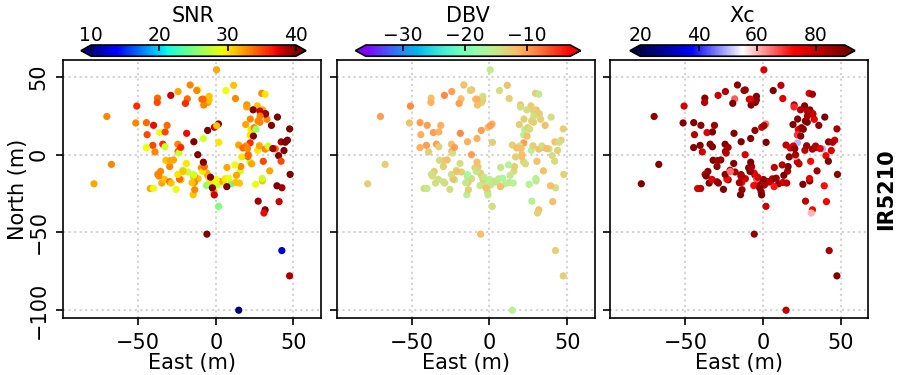 SNR DBV Xc
10 20 30 40 −30 −20 −10 20 40 60 80
50
0
−50
−100
North (m)
IR5210
−50 0 50 −50 0 50 −50 0 50
East (m) East (m) East (m)